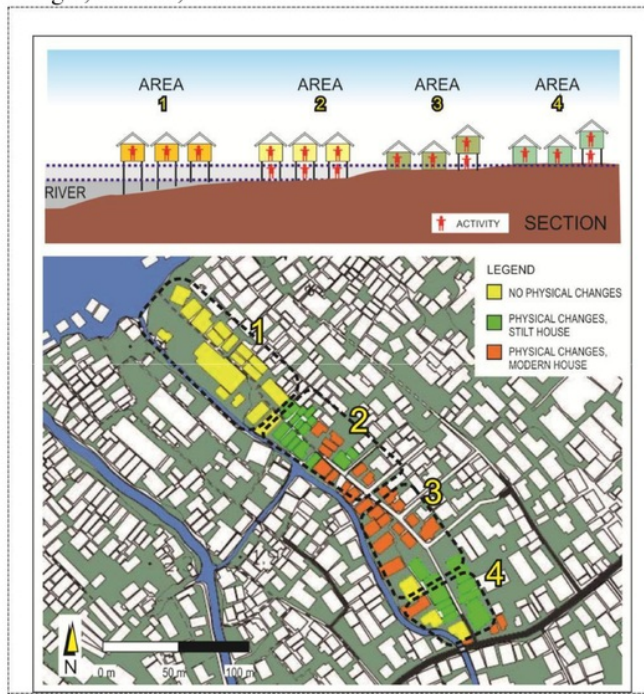 AREA AREA AREA AREA
1 2 3 4
RIVER
ACTIVITY SECTION
LEGEND
NO PHYSICAL CHANGES
PHYSICAL CHANGES,
STILT HOUSE
PHYSICAL CHANGES,
MODERN HOUSE
1
2
3
4
N 0 m 50 m 100 m